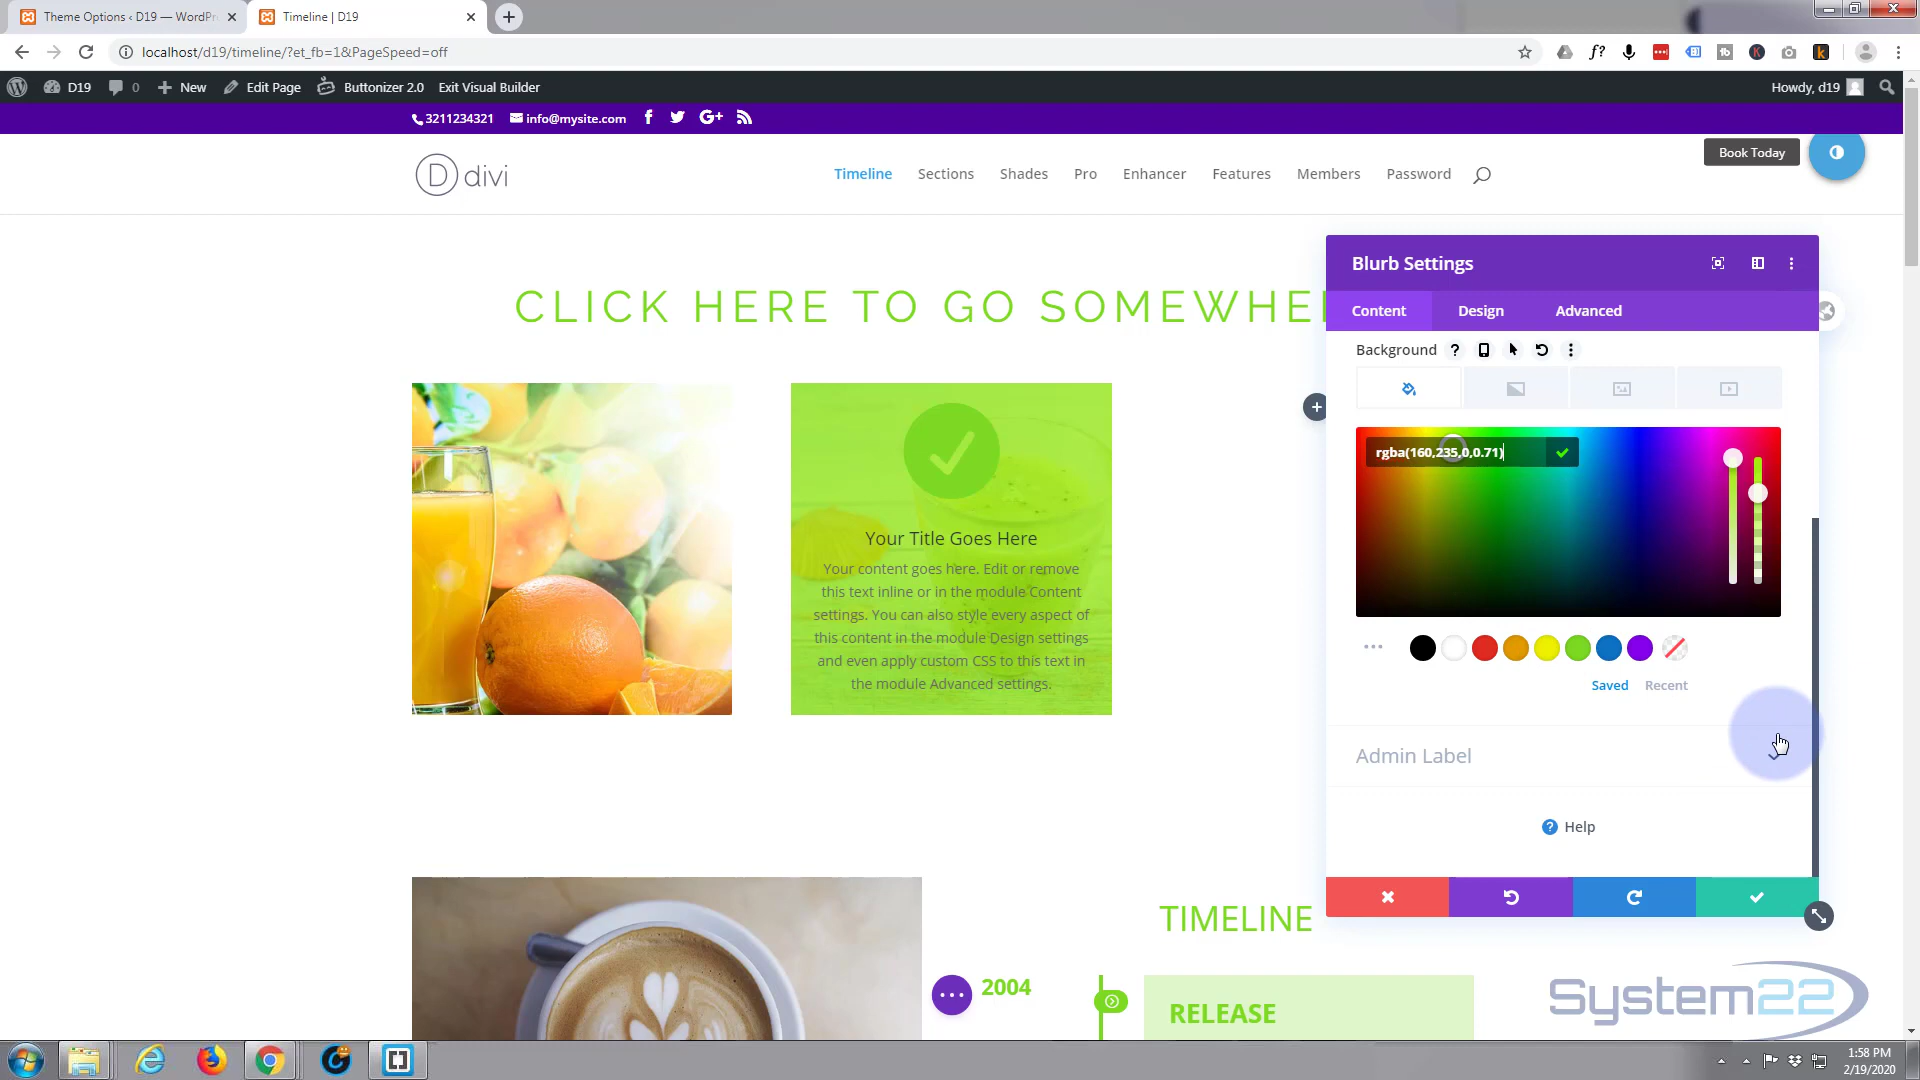 Theme Options ‹ D19 — WordPr
Timeline | D19
localhost/d19/timeline/?et_fb=1&PageSpeed=off
D19
0
New
Edit Page
Buttonizer 2.0
Exit Visual Builder
Howdy, d19
3211234321
info@mysite.com
D divi
Timeline
Sections
Shades
Pro
Enhancer
Features
Members
Password
Book Today
CLICK HERE TO GO SOMEWHE
Your Title Goes Here
Your content goes here. Edit or remove
this text inline or in the module Content
settings. You can also style every aspect of
this content in the module Design settings
and even apply custom CSS to this text in
the module Advanced settings.
Blurb Settings
Content
Design
Advanced
Background
rgba(160,235,0,0.71)
Saved
Recent
Admin Label
Help
TIMELINE
2004
RELEASE
System22
1:58 PM
2/19/2020